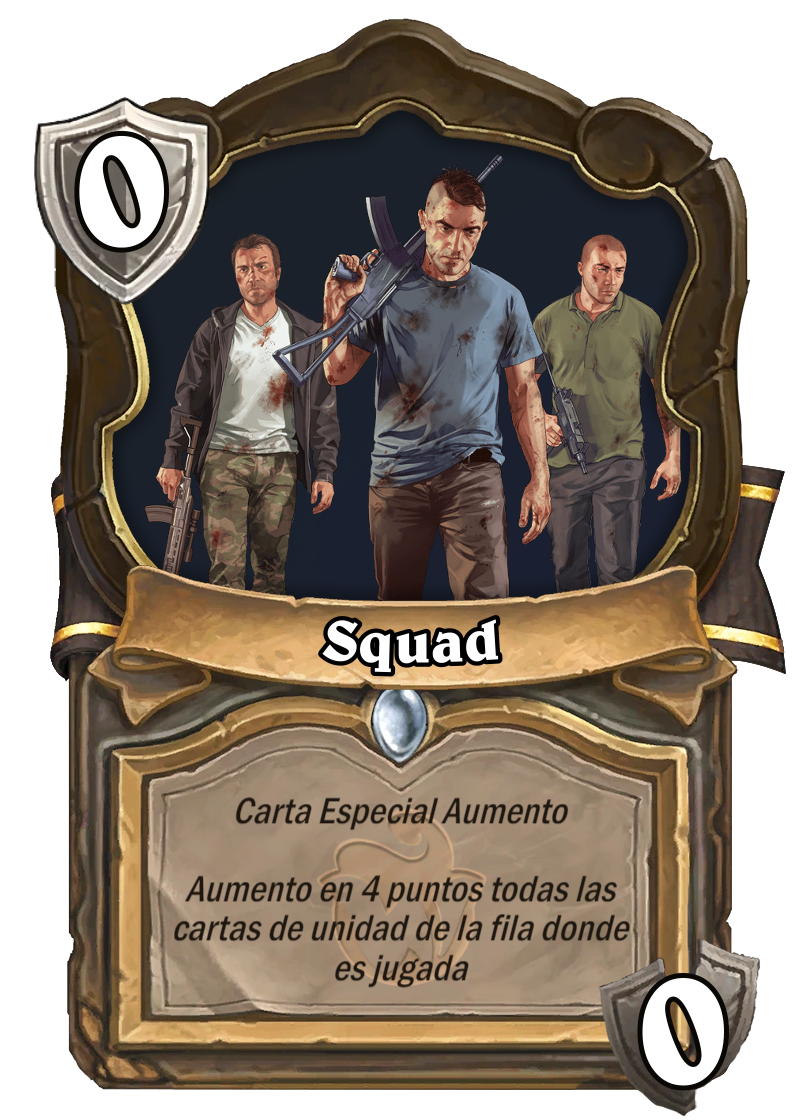 0
Squad
Carta Especial Aumento
Aumento en 4 puntos todas las
cartas de unidad de la fila donde
es jugada
0